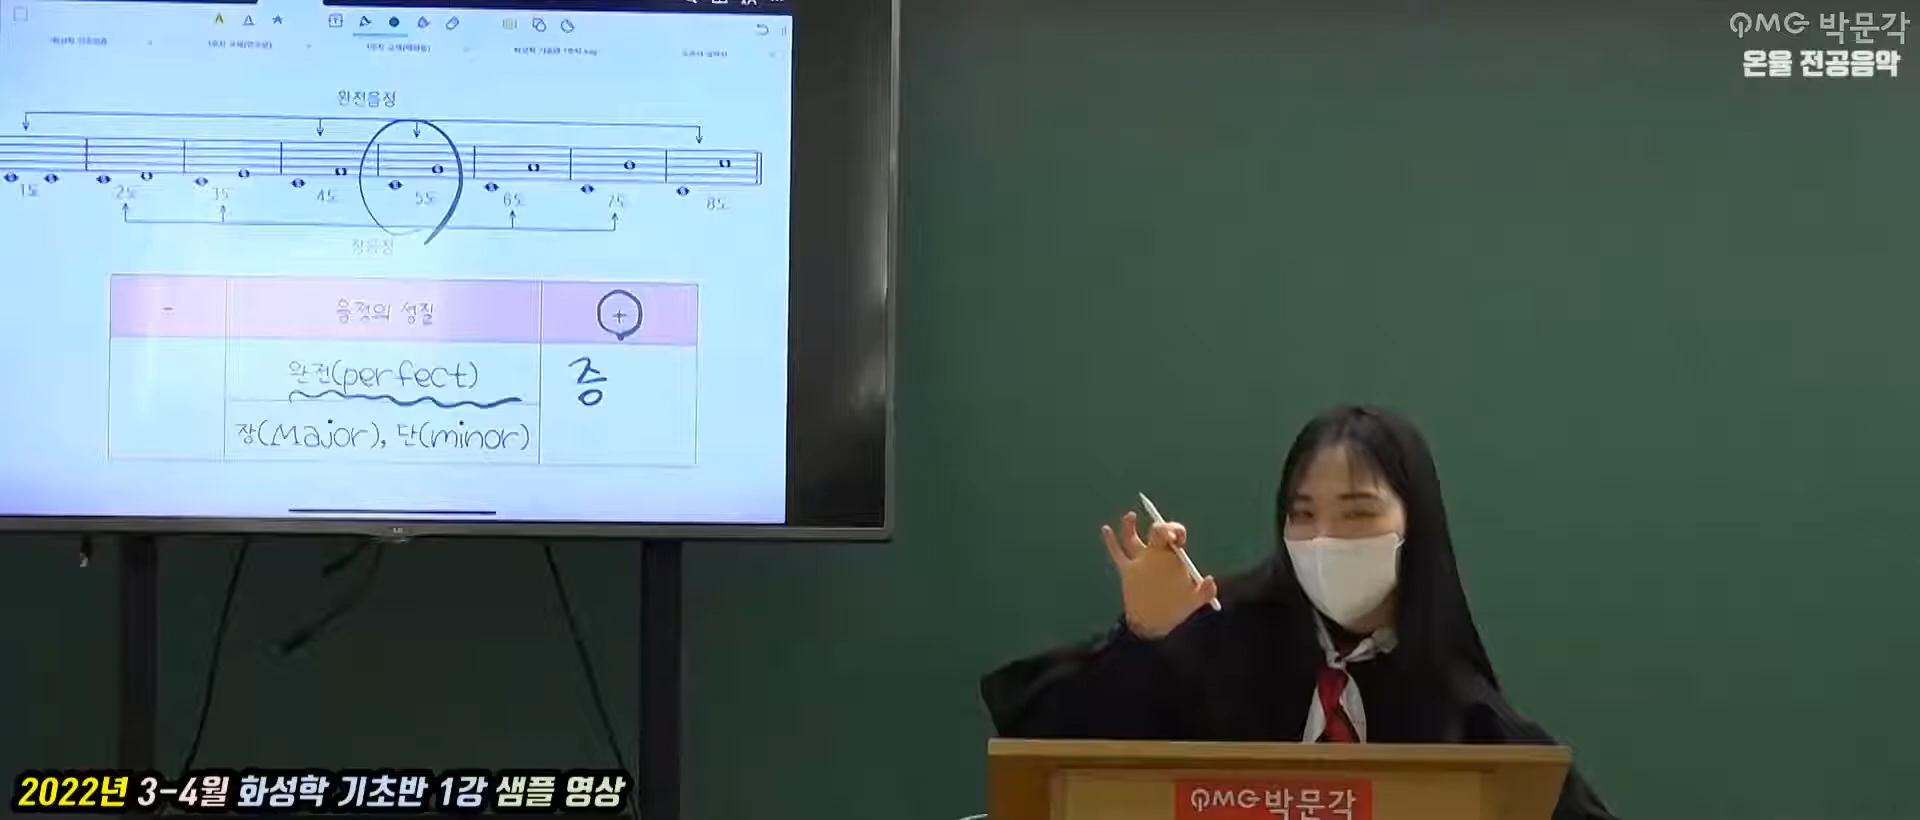 PMG 박문각
온율 전공음악
완전음정
1도 2도 3도 4도 5도 6도 7도 8도
장음정
- 음정의 성질 +
완전(perfect) 증
장(Major), 단(minor)
LG
2022년 3-4월 화성학 기초반 1강 샘플 영상
PMG 박문각